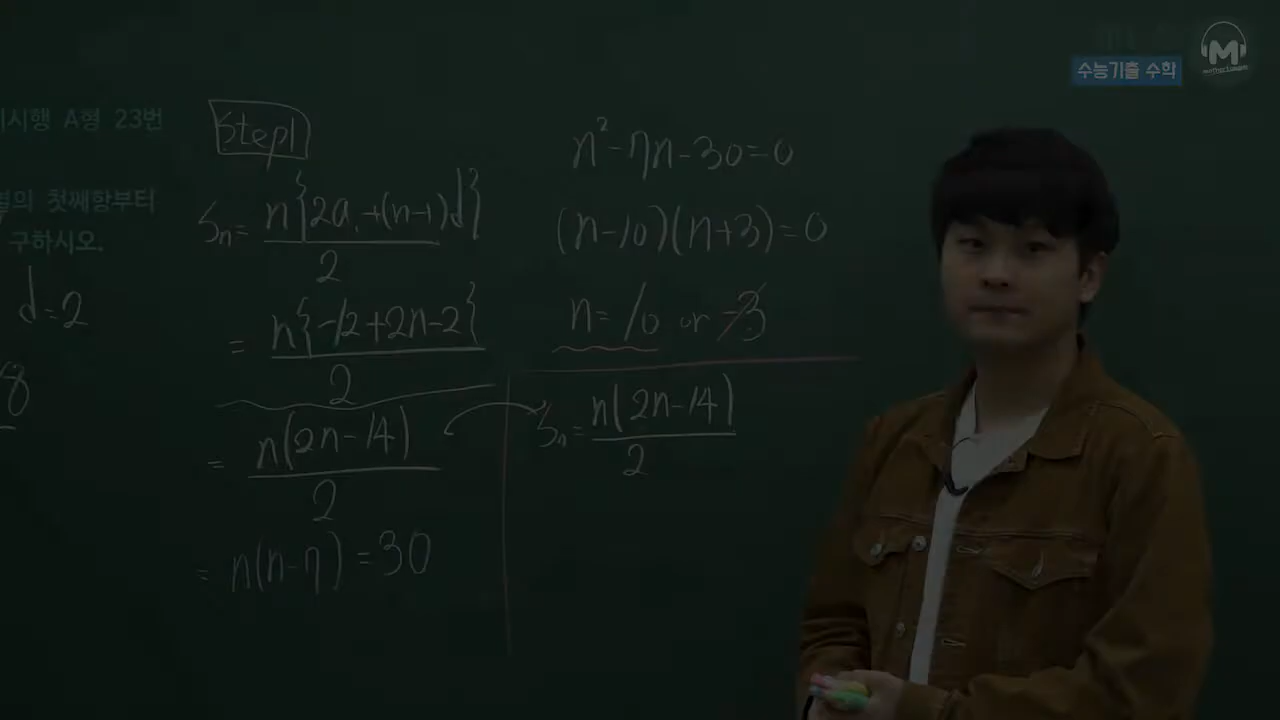 수능기출 수학
M
시행 A형 23번
의 첫째항부터
구하시오.
d=2
8
Step1
Sn= n{2a+(n-1)d} / 2
= n{-12+2n-2} / 2
= n(2n-14) / 2
= n(n-7)=30
n²-7n-30=0
(n-10)(n+3)=0
n=10 or -3
Sn= n(2n-14) / 2